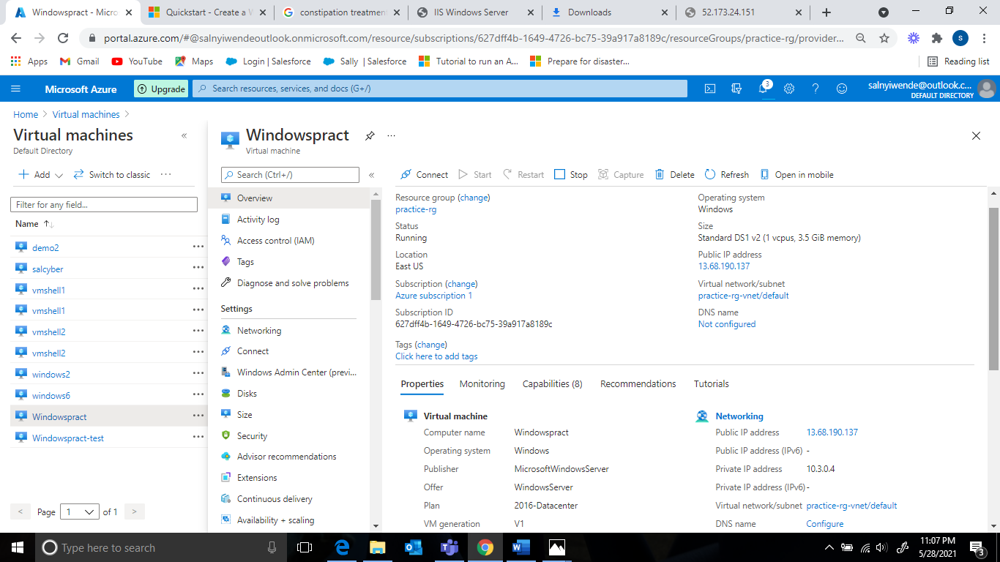 Windowspract - Micro
Quickstart - Create a W
constipation treatment
IIS Windows Server
Downloads
52.173.24.151
portal.azure.com/#@salnyiwendeoutlook.onmicrosoft.com/resource/subscriptions/627dff4b-1649-4726-bc75-39a917a8189c/resourceGroups/practice-rg/provider...
S
Apps
Gmail
YouTube
Maps
Login | Salesforce
Sally | Salesforce
Tutorial to run an A...
Prepare for disaster...
Reading list
Microsoft Azure
Upgrade
Search resources, services, and docs (G+/)
3
salnyiwende@outlook.c...
DEFAULT DIRECTORY
Home > Virtual machines >
Virtual machines
«
Default Directory
Add
Switch to classic
...
Filter for any field...
Name ↑↓
demo2 ...
salcyber ...
vmshell1 ...
vmshell1 ...
vmshell2 ...
vmshell2 ...
windows2 ...
windows6 ...
Windowspract ...
Windowspract-test ...
< Page 1 of 1 >
Windowspract
...
Virtual machine
Search (Ctrl+/)
«
Overview
Activity log
Access control (IAM)
Tags
Diagnose and solve problems
Settings
Networking
Connect
Windows Admin Center (previ...
Disks
Size
Security
Advisor recommendations
Extensions
Continuous delivery
Availability + scaling
Connect
Start
Restart
Stop
Capture
Delete
Refresh
Open in mobile
Resource group (change)
practice-rg
Status
Running
Location
East US
Subscription (change)
Azure subscription 1
Subscription ID
627dff4b-1649-4726-bc75-39a917a8189c
Tags (change)
Click here to add tags
Operating system
Windows
Size
Standard DS1 v2 (1 vcpus, 3.5 GiB memory)
Public IP address
13.68.190.137
Virtual network/subnet
practice-rg-vnet/default
DNS name
Not configured
Properties
Monitoring
Capabilities (8)
Recommendations
Tutorials
Virtual machine
Computer name Windowspract
Operating system Windows
Publisher MicrosoftWindowsServer
Offer WindowsServer
Plan 2016-Datacenter
VM generation V1
Networking
Public IP address 13.68.190.137
Public IP address (IPv6) -
Private IP address 10.3.0.4
Private IP address (IPv6) -
Virtual network/subnet practice-rg-vnet/default
DNS name Configure
Type here to search
11:07 PM
5/28/2021
3